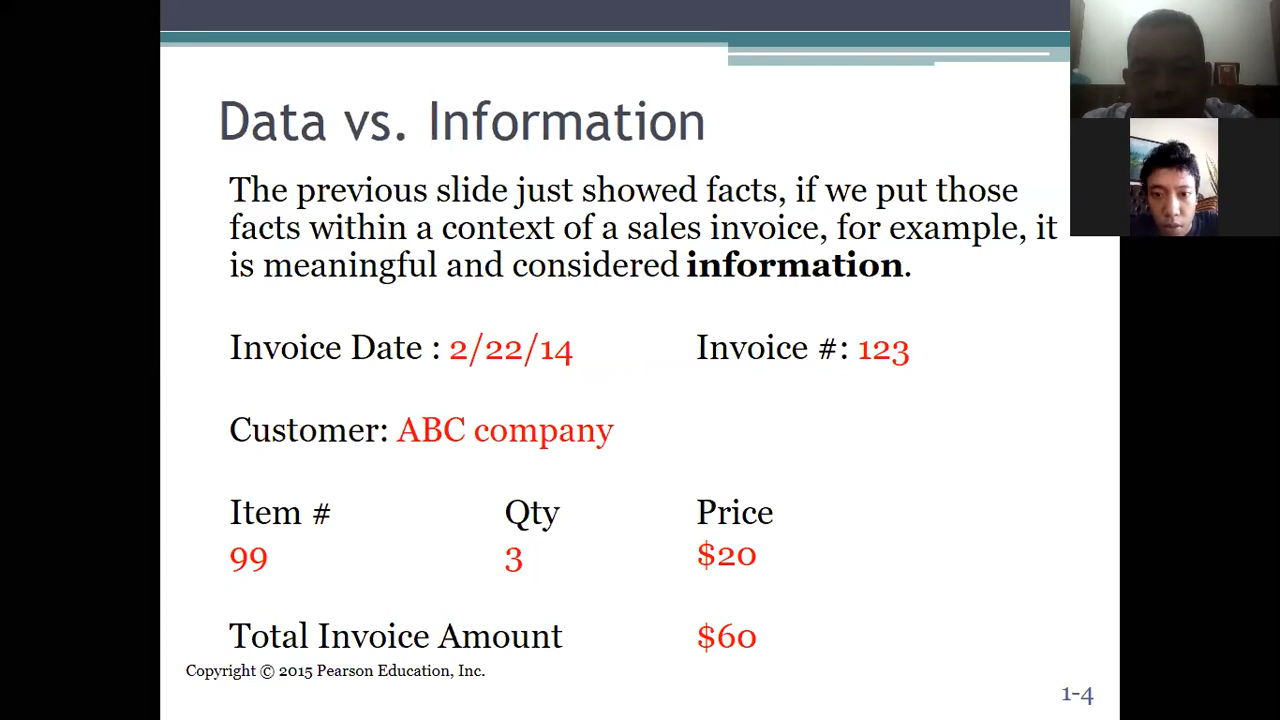 Data vs. Information
The previous slide just showed facts, if we put those
facts within a context of a sales invoice, for example, it
is meaningful and considered information.
Invoice Date : 2/22/14 Invoice #: 123
Customer: ABC company
Item # Qty Price
99 3 $20
Total Invoice Amount $60
Copyright © 2015 Pearson Education, Inc.
1-4